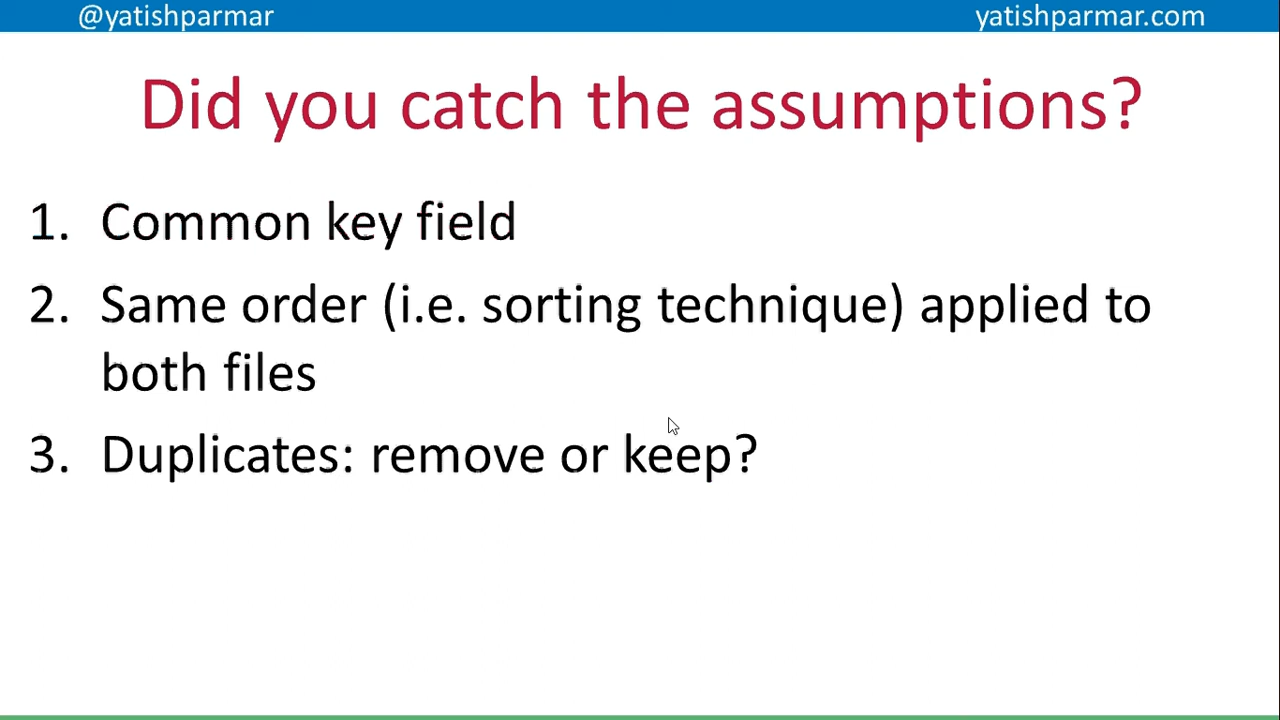 @yatishparmar
yatishparmar.com
Did you catch the assumptions?
1. Common key field
2. Same order (i.e. sorting technique) applied to
both files
3. Duplicates: remove or keep?